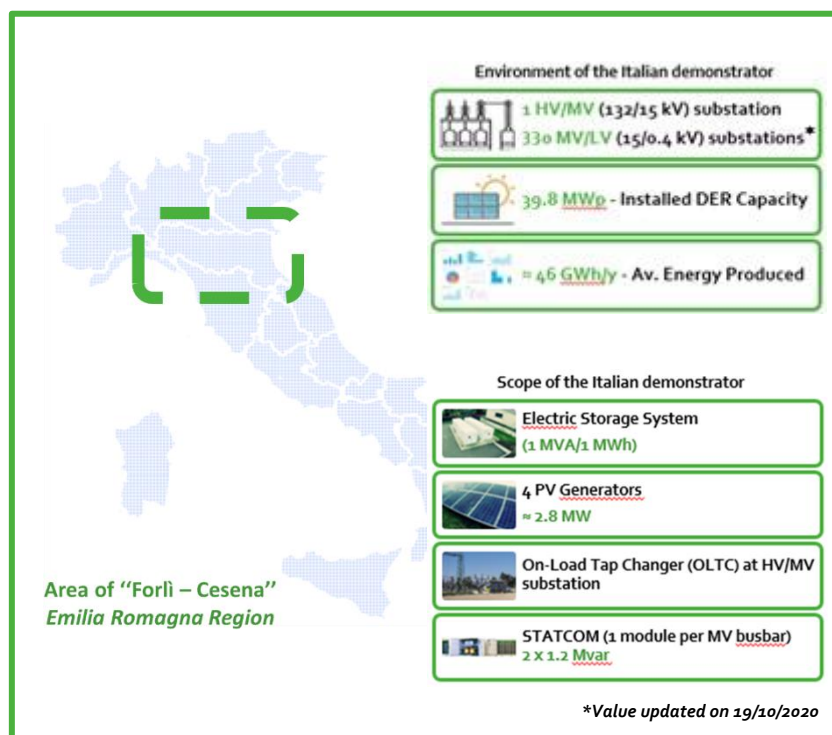 Environment of the Italian demonstrator
1 HV/MV (132/15 kV) substation
330 MV/LV (15/0.4 kV) substations*
39.8 MWp - Installed DER Capacity
≈ 46 GWh/y - Av. Energy Produced
Scope of the Italian demonstrator
Electric Storage System
(1 MVA/1 MWh)
4 PV Generators
≈ 2.8 MW
On-Load Tap Changer (OLTC) at HV/MV
substation
STATCOM (1 module per MV busbar)
2 x 1.2 Mvar
Area of “Forlì – Cesena”
Emilia Romagna Region
*Value updated on 19/10/2020